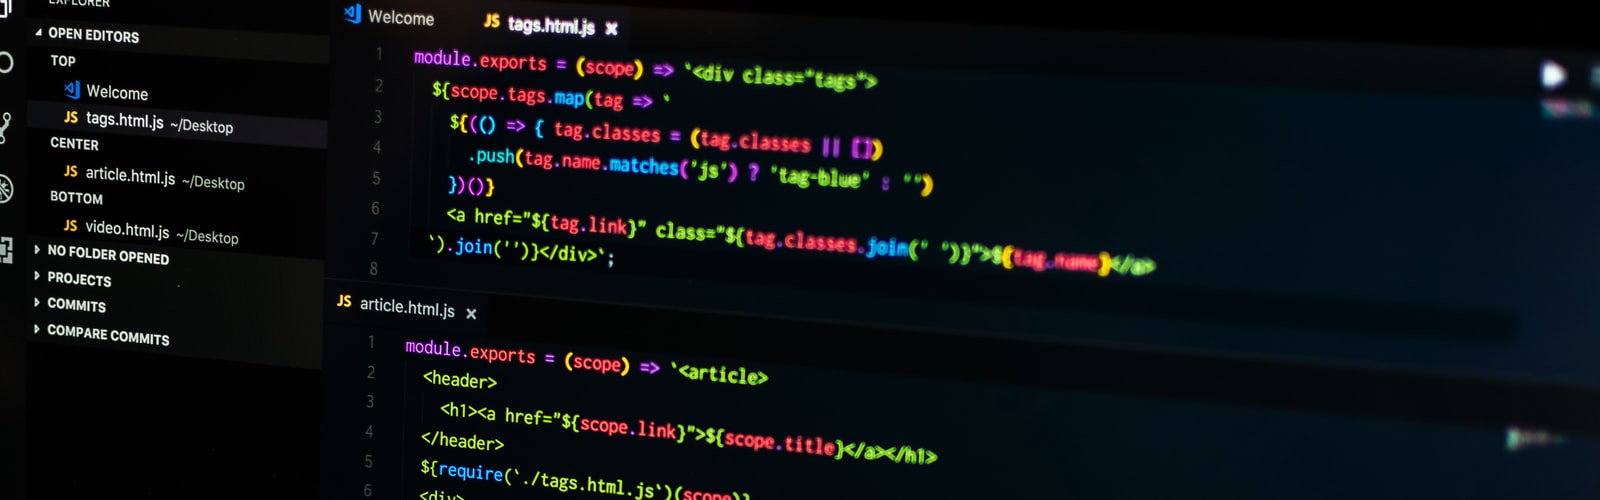 EXPLORER
OPEN EDITORS
TOP
Welcome
JS tags.html.js ~/Desktop
CENTER
JS article.html.js ~/Desktop
BOTTOM
JS video.html.js ~/Desktop
NO FOLDER OPENED
PROJECTS
COMMITS
COMPARE COMMITS
Welcome JS tags.html.js ×
1 module.exports = (scope) => `<div class="tags">
2 ${scope.tags.map(tag => `
3 ${(() => { tag.classes = (tag.classes || [])
4 .push(tag.name.matches('js') ? 'tag-blue' : '')
5 })()}
6 <a href="${tag.link}" class="${tag.classes.join(' ')}">${tag.name}</a>
7 `).join('')}</div>`;
8
JS article.html.js ×
1 module.exports = (scope) => `<article>
2 <header>
3 <h1><a href="${scope.link}">${scope.title}</a></h1>
4 </header>
5 ${require(`./tags.html.js`)(scope)}
6 <div>